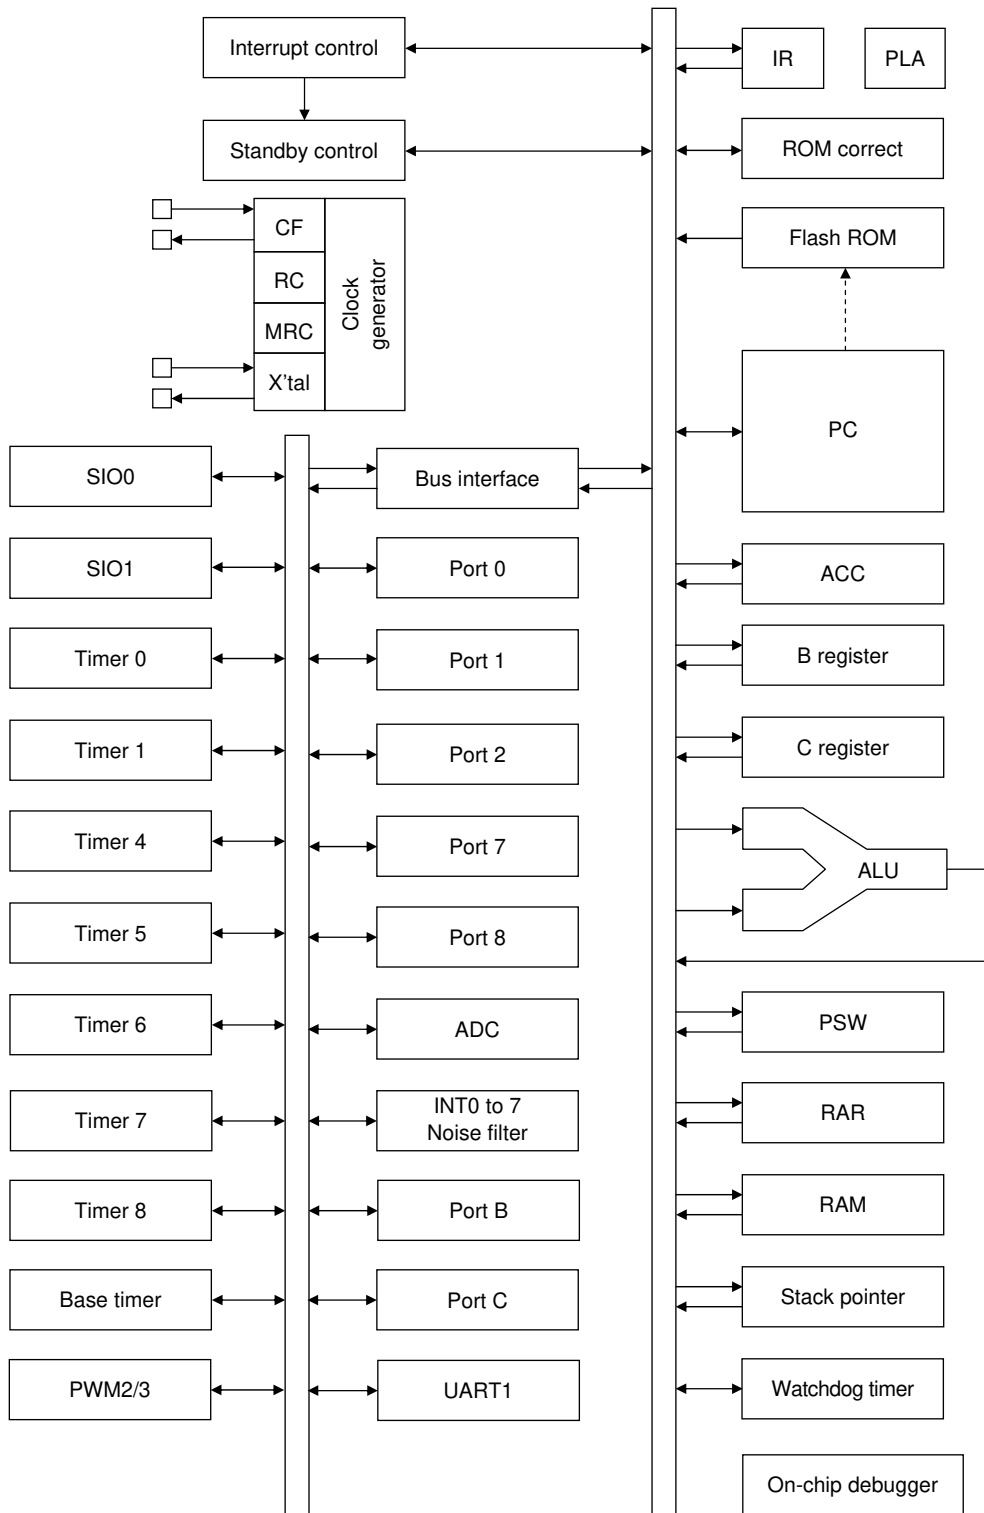 Interrupt control
IR
PLA
Standby control
ROM correct
CF
RC
MRC
X'tal
Clock
generator
Flash ROM
PC
SIO0
Bus interface
SIO1
Port 0
ACC
Timer 0
Port 1
B register
Timer 1
Port 2
C register
Timer 4
Port 7
ALU
Timer 5
Port 8
Timer 6
ADC
PSW
Timer 7
INT0 to 7
Noise filter
RAR
Timer 8
Port B
RAM
Base timer
Port C
Stack pointer
PWM2/3
UART1
Watchdog timer
On-chip debugger